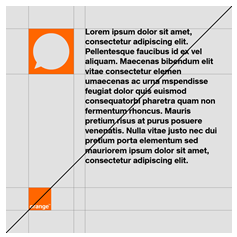 Lorem ipsum dolor sit amet,
consectetur adipiscing elit.
Pellentesque faucibus id ex vel
aliquam. Maecenas bibendum elit
vitae consectetur elemen
umaecenas ac urna mspendisse
feugiat dolor quis euismod
consequatorbi pharetra quam non
fermentum rhoncus. Mauris
pretium risus at purus posuere
venenatis. Nulla vitae justo nec dui
pretium porta elementum sed
mauriorem ipsum dolor sit amet,
consectetur adipiscing elit.
orange